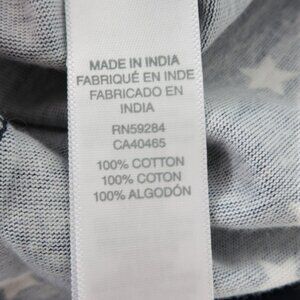 MADE IN INDIA
FABRIQUÉ EN INDE
FABRICADO EN
INDIA
RN59284
CA40465
100% COTTON
100% COTON
100% ALGODÓN